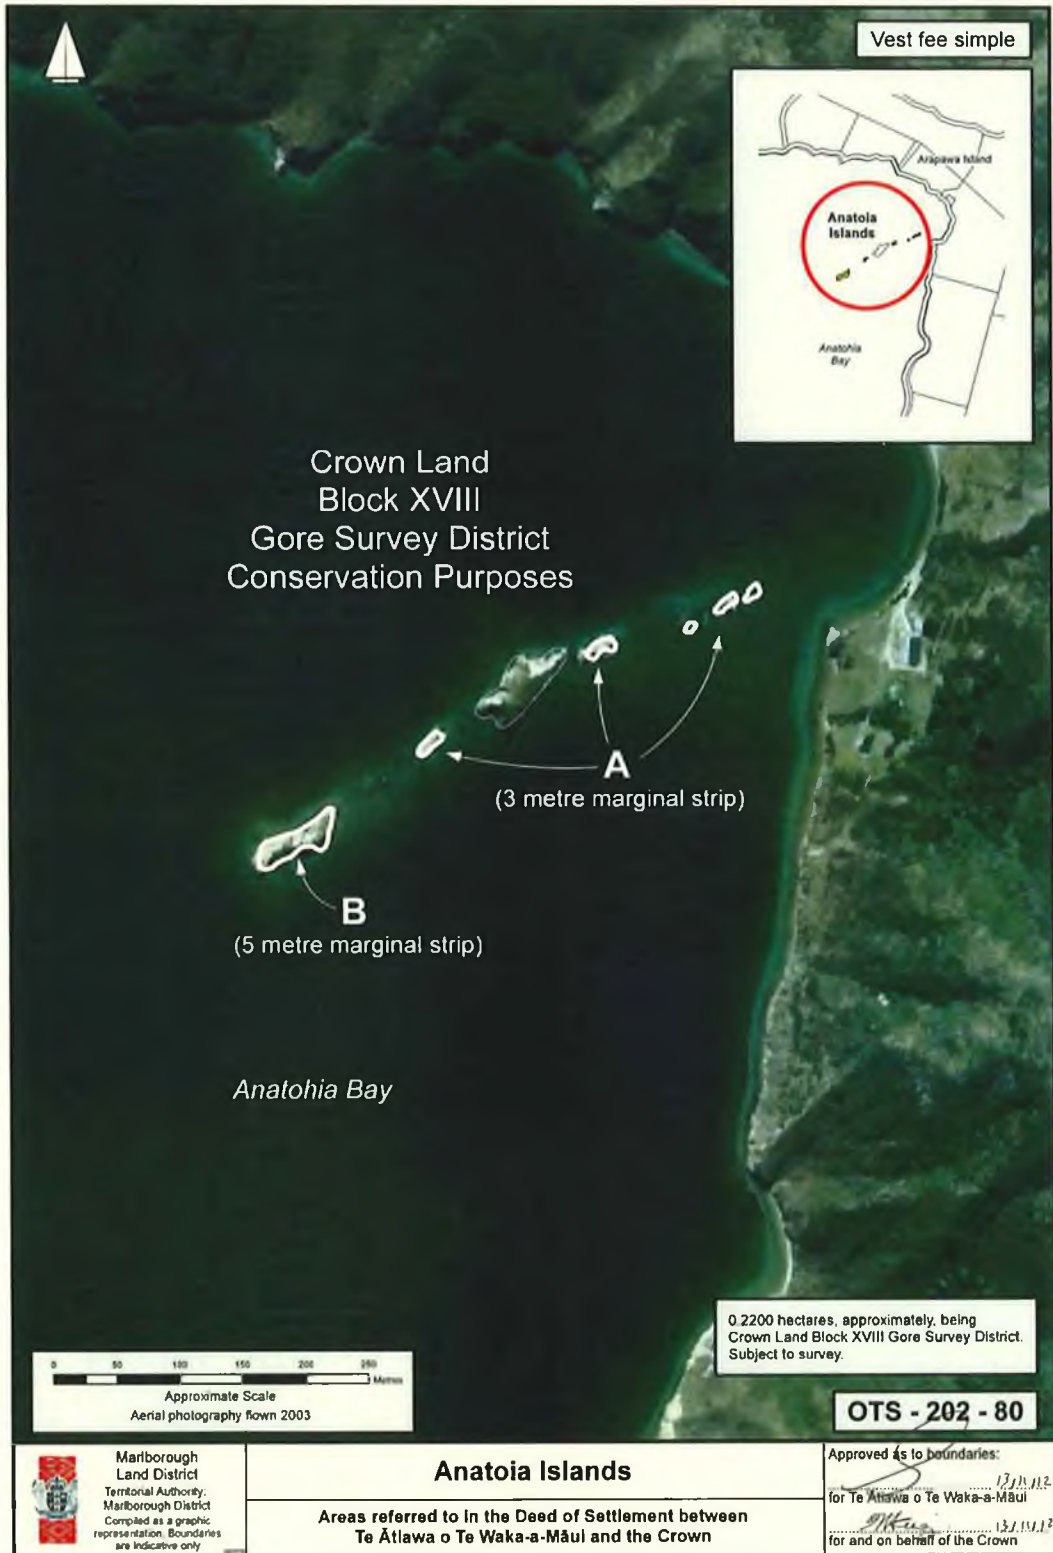 Vest fee simple
Arapawa Island
Anatoia
Islands
Anatohia
Bay
Crown Land
Block XVIII
Gore Survey District
Conservation Purposes
A
(3 metre marginal strip)
B
(5 metre marginal strip)
Anatohia Bay
0.2200 hectares, approximately, being
Crown Land Block XVIII Gore Survey District.
Subject to survey.
0 50 100 150 200 250
Metres
Approximate Scale
Aerial photography flown 2003
OTS - 202 - 80
Marlborough
Land District
Territorial Authority:
Marlborough District
Compiled as a graphic
representation. Boundaries
are indicative only
Anatoia Islands
Areas referred to in the Deed of Settlement between
Te Ātiawa o Te Waka-a-Māui and the Crown
Approved as to boundaries:
for Te Ātiawa o Te Waka-a-Māui
for and on behalf of the Crown